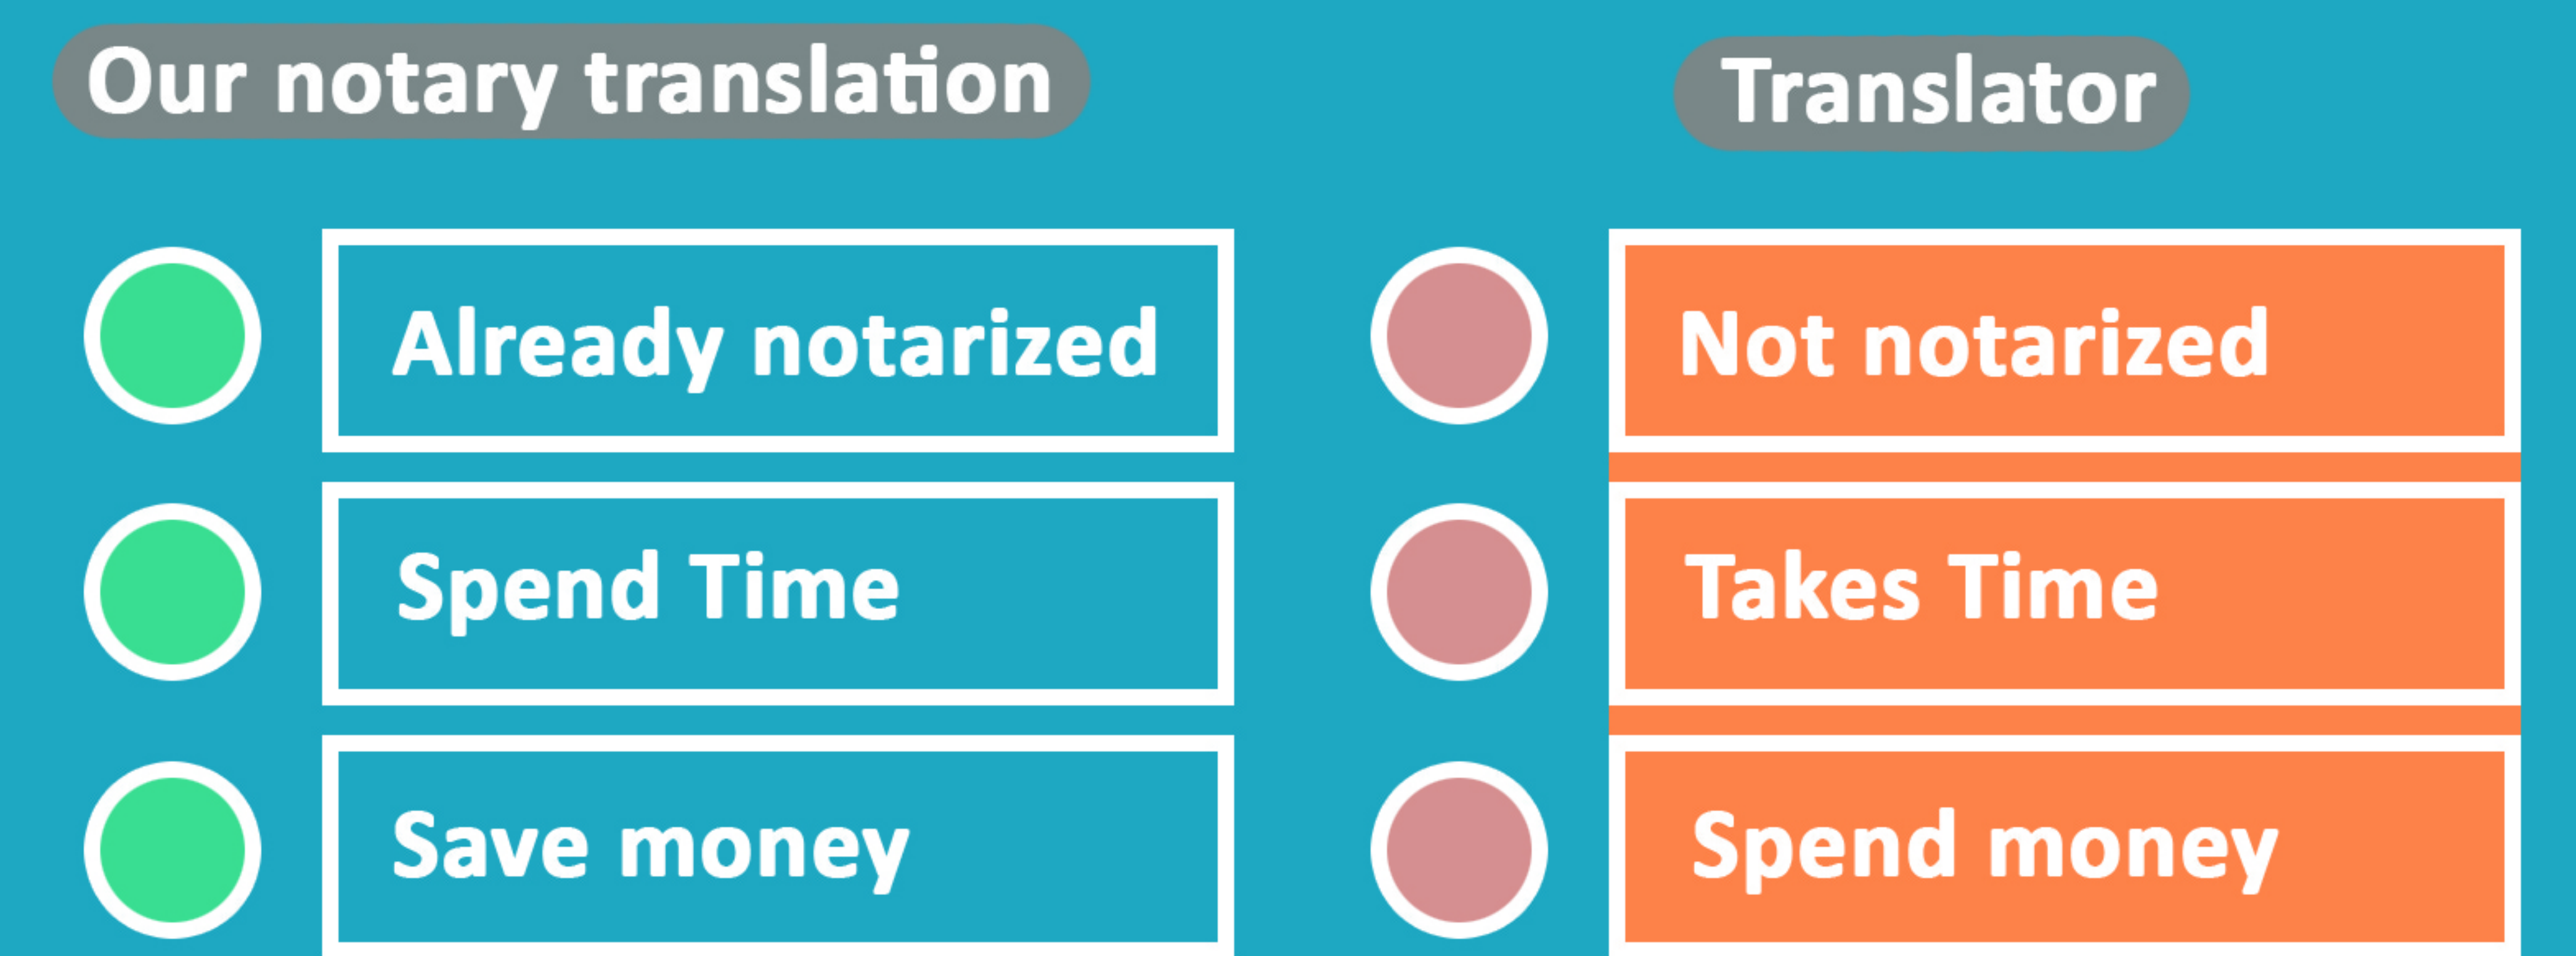 Our notary translation
Translator
Already notarized
Not notarized
Spend Time
Takes Time
Save money
Spend money